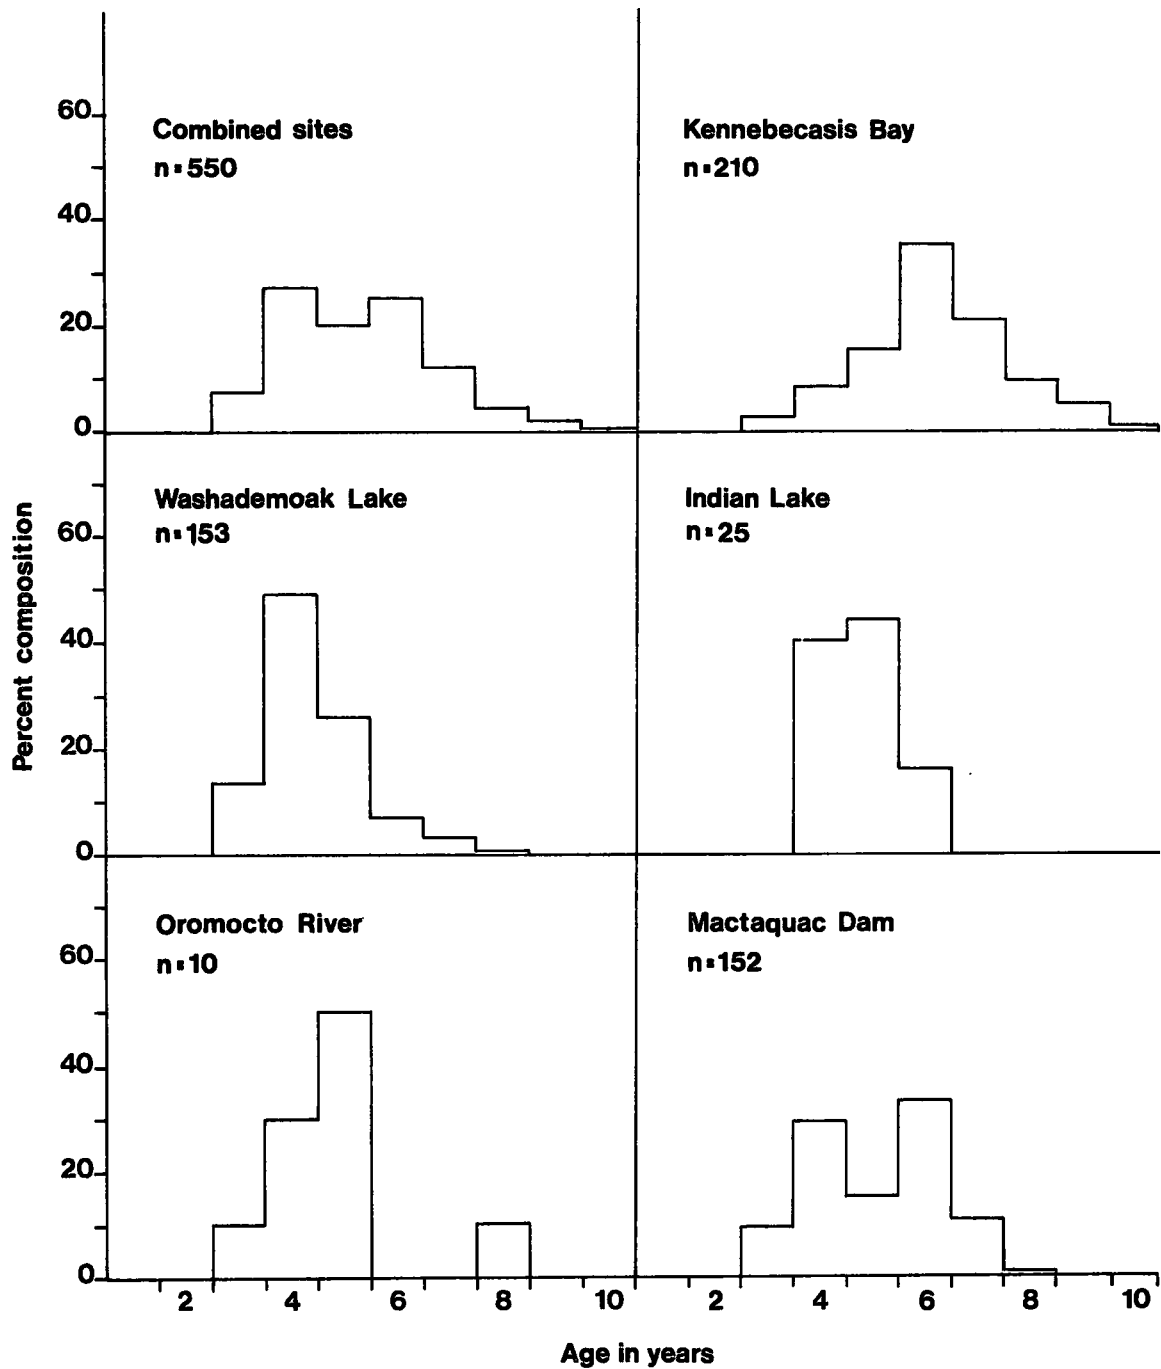 60
40
20
0
Combined sites
n=550
Kennebecasis Bay
n=210
Percent composition
60
40
20
0
Washademoak Lake
n=153
Indian Lake
n=25
60
40
20
0
Oromocto River
n=10
Mactaquac Dam
n=152
2 4 6 8 10 2 4 6 8 10
Age in years